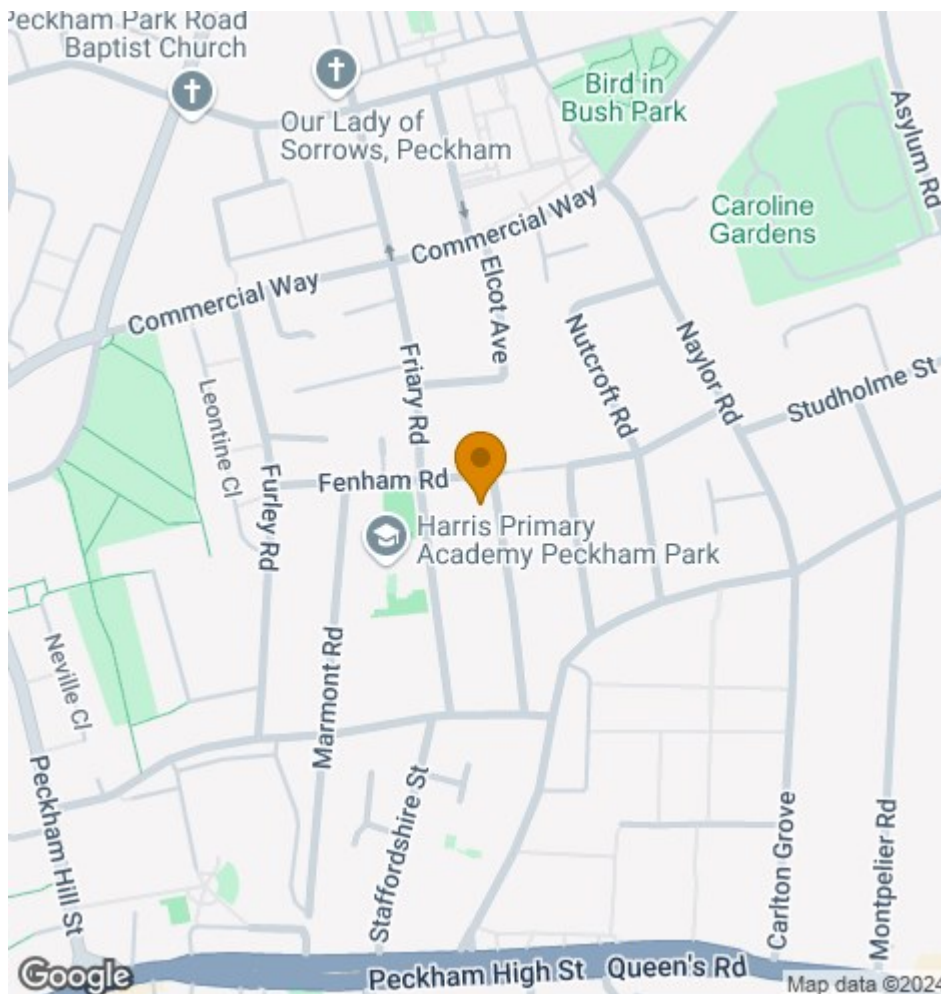 Peckham Park Road
Baptist Church
Our Lady of
Sorrows, Peckham
Bird in
Bush Park
Asylum Rd
Caroline
Gardens
Commercial Way
Commercial Way
Elcot Ave
Nutcroft Rd
Naylor Rd
Studholme St
Friary Rd
Leontine Cl
Furley Rd
Fenham Rd
Harris Primary
Academy Peckham Park
Neville Cl
Marmont Rd
Staffordshire St
Peckham Hill St
Carlton Grove
Montpelier Rd
Peckham High St
Queen's Rd
Google
Map data ©2024